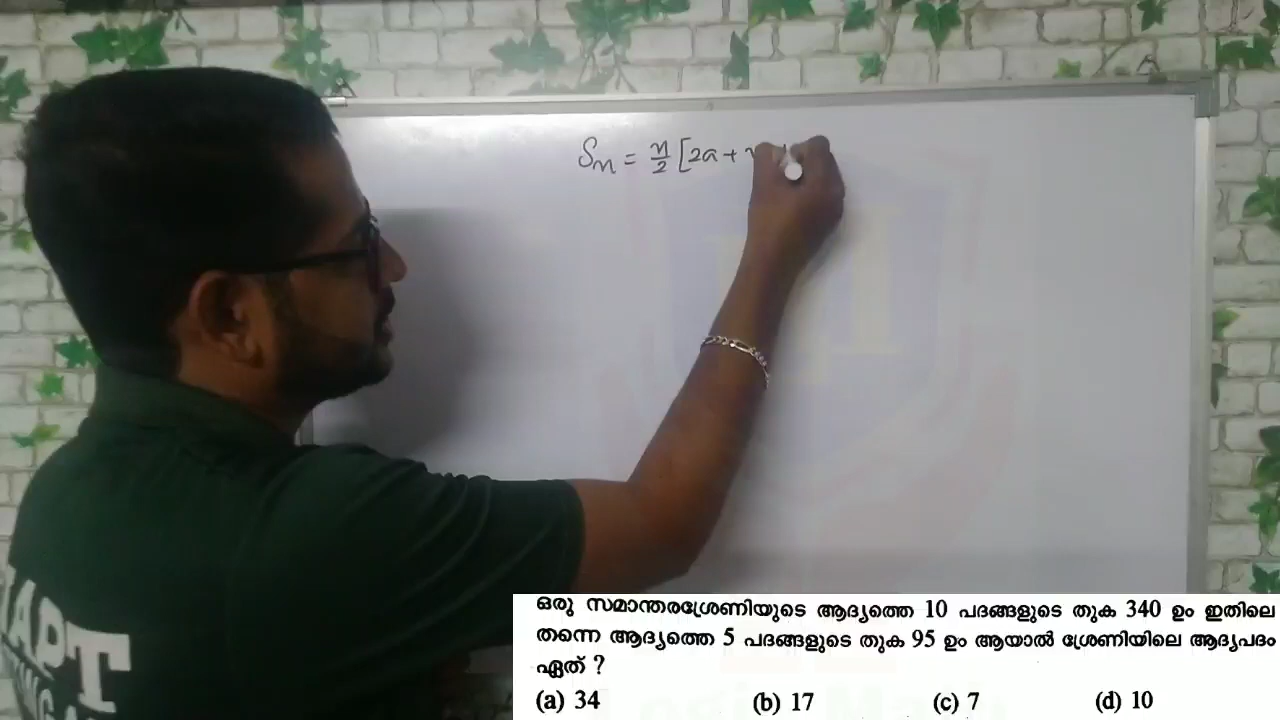 Sn = n/2 [2a +
APT
ഒരു സമാന്തരശ്രേണിയുടെ ആദ്യത്തെ 10 പദങ്ങളുടെ തുക 340 ഉം ഇതിലെ
തന്നെ ആദ്യത്തെ 5 പദങ്ങളുടെ തുക 95 ഉം ആയാൽ ശ്രേണിയിലെ ആദ്യപദം
ഏത് ?
(a) 34 (b) 17 (c) 7 (d) 10